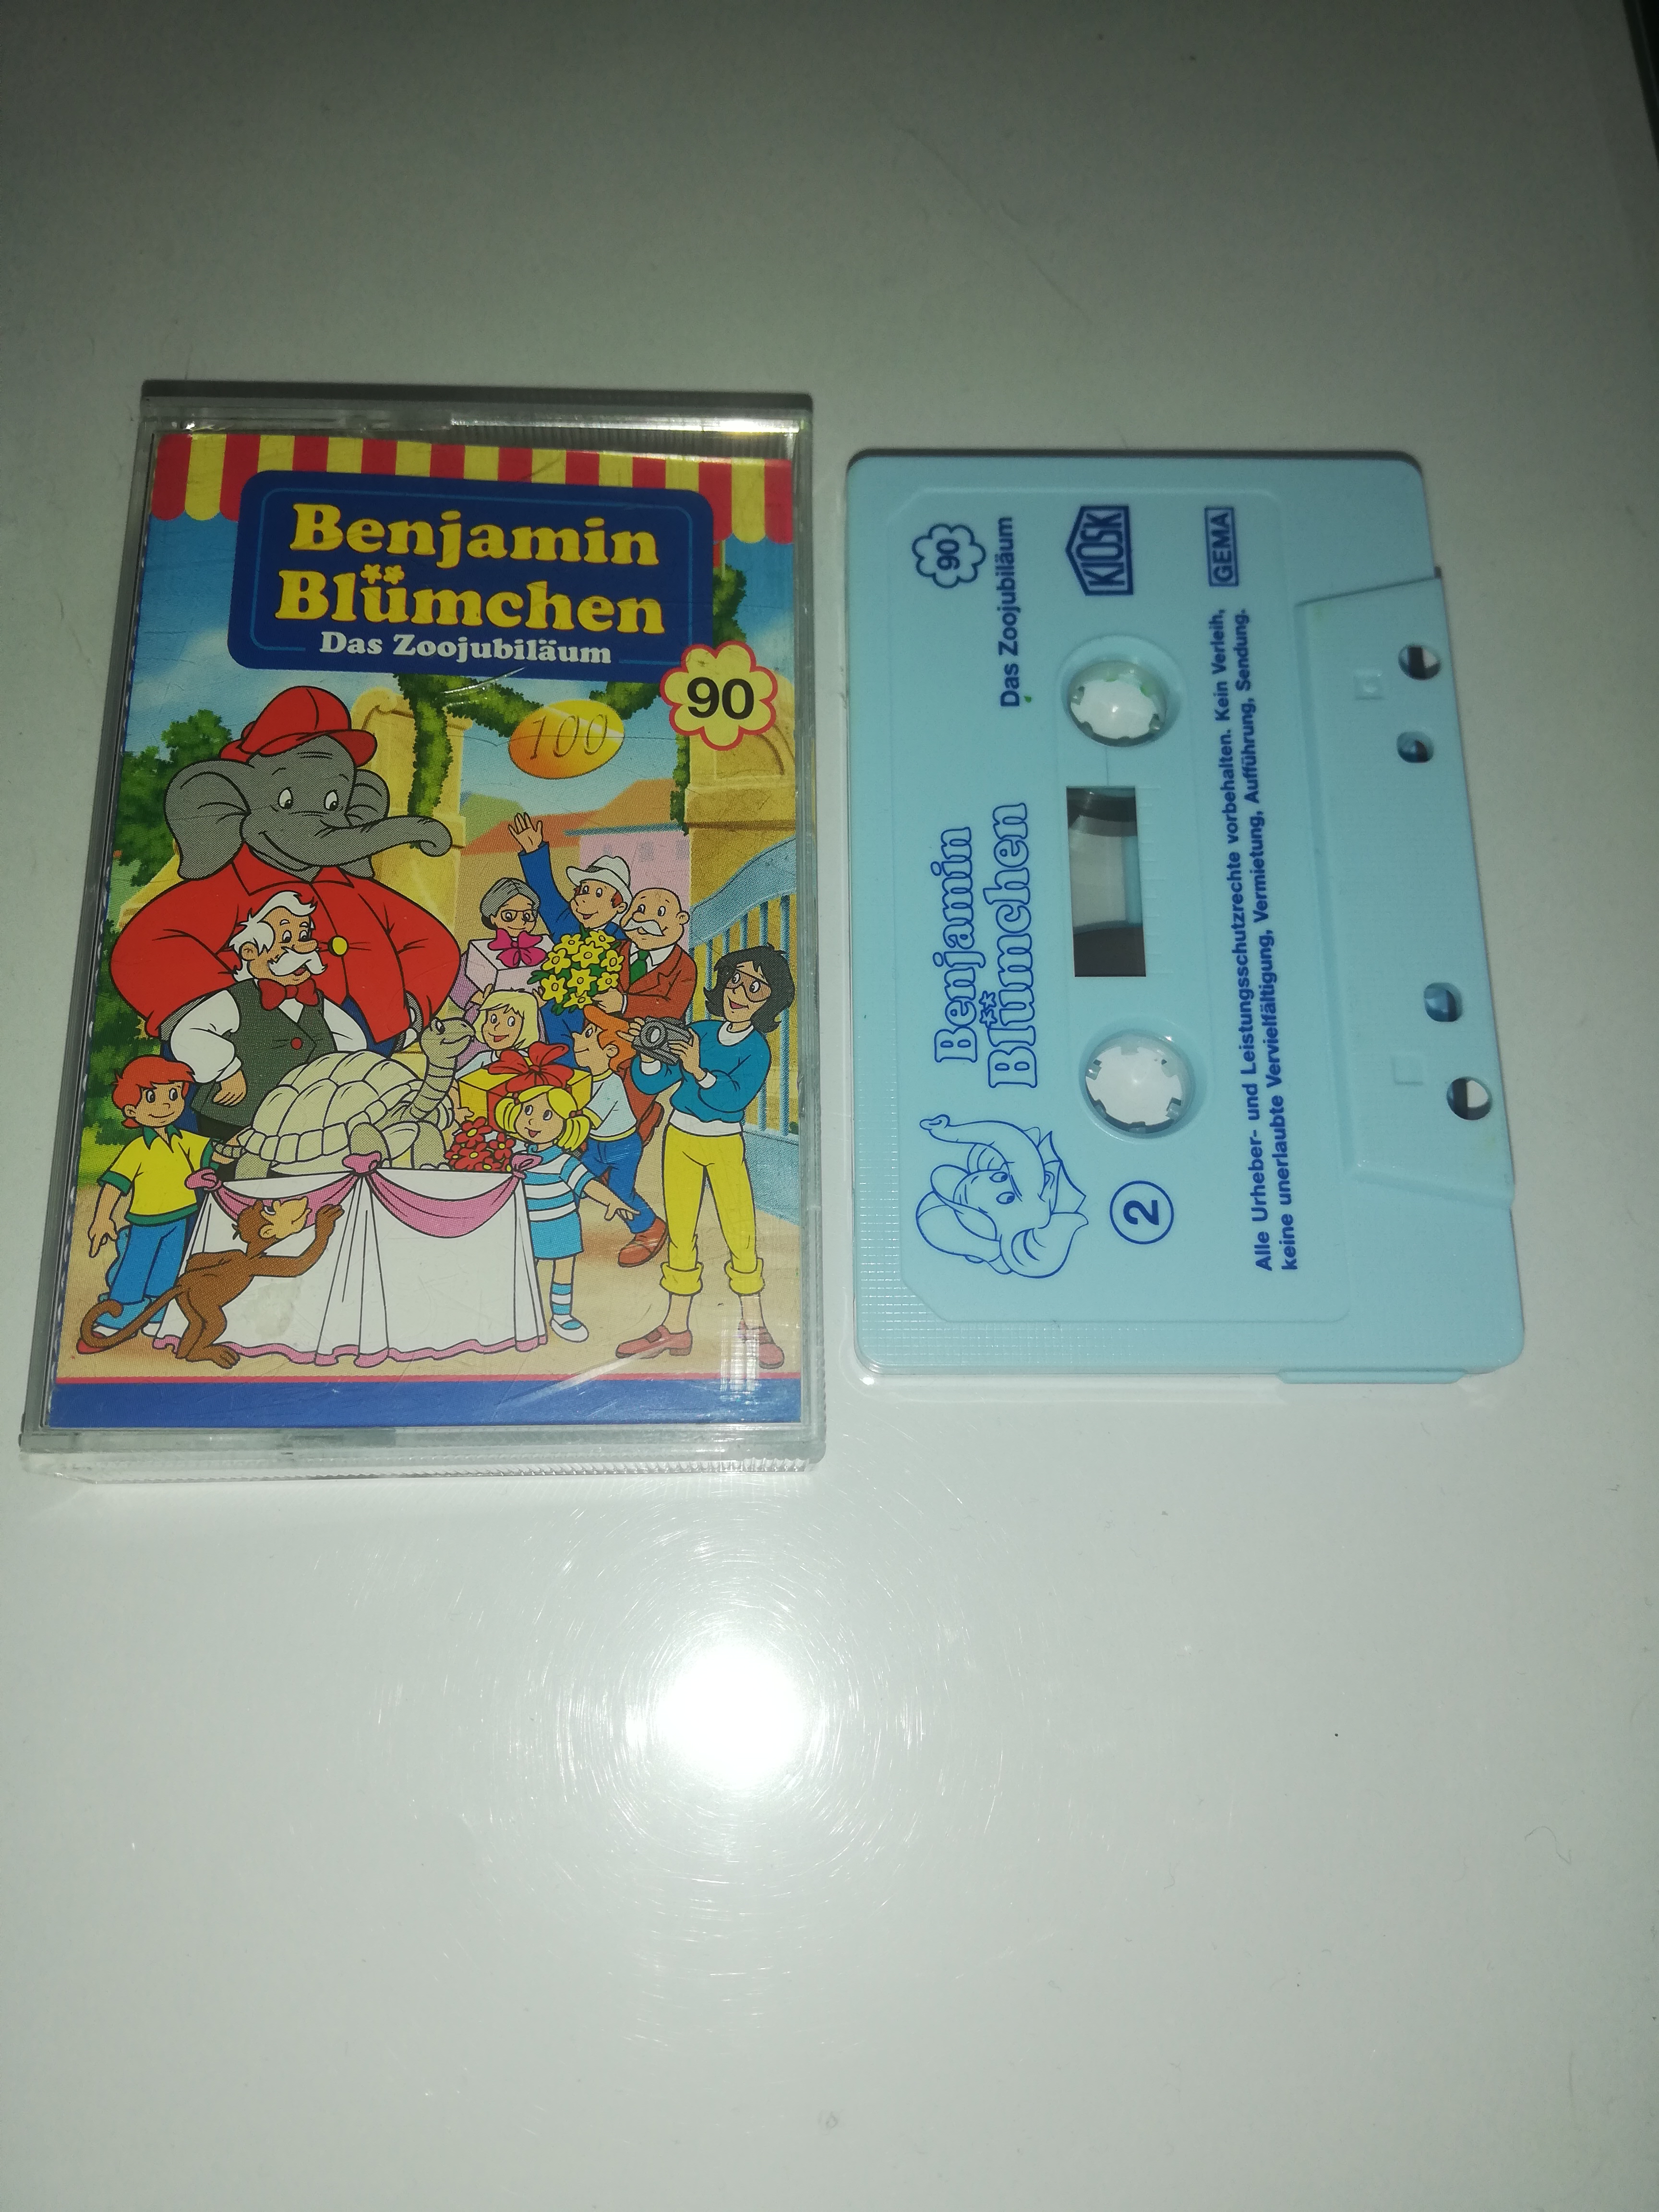 Benjamin
Blümchen
Das Zoojubiläum
90
100
90
Das Zoojubiläum
KIOSK
GEMA
Benjamin
Blümchen
2
Alle Urheber- und Leistungsschutzrechte vorbehalten. Kein Verleih,
keine unerlaubte Vervielfältigung, Vermietung, Aufführung, Sendung.